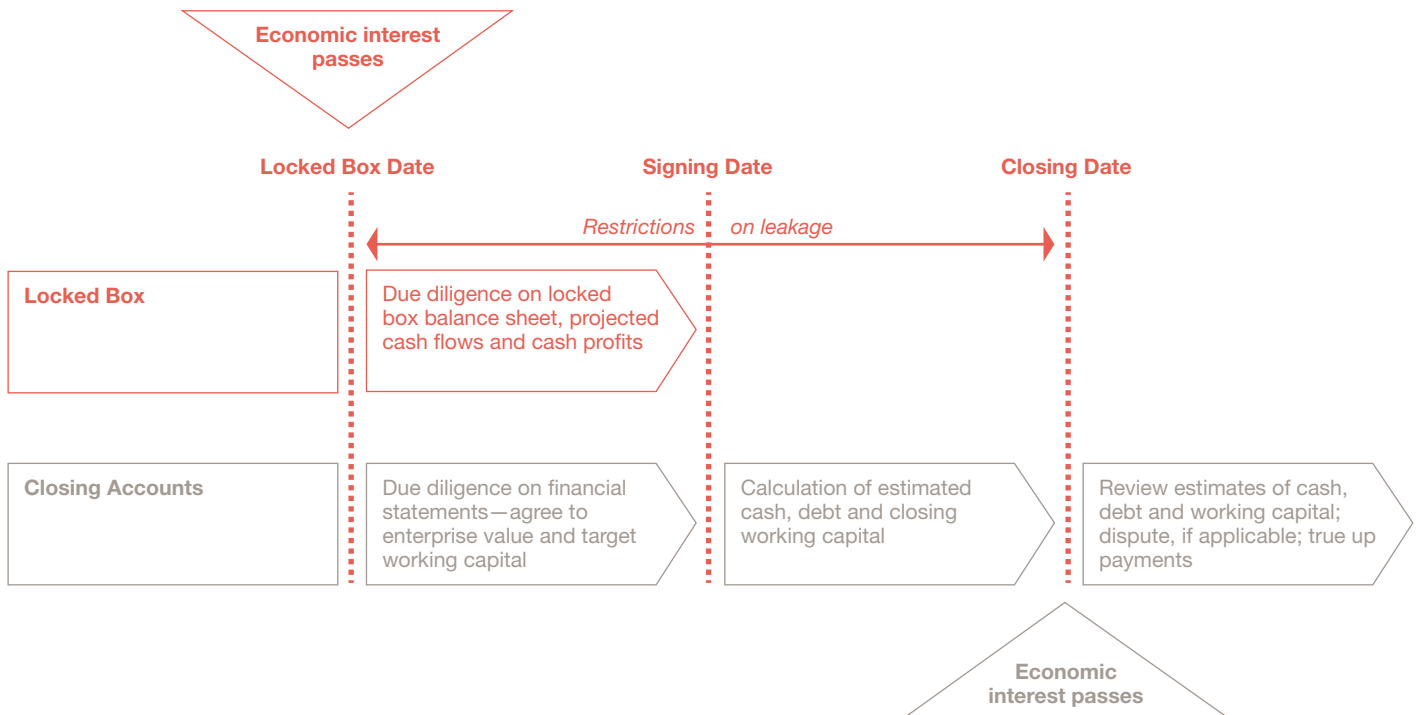 Economic interest
passes
Locked Box Date
Signing Date
Closing Date
Restrictions on leakage
Locked Box
Due diligence on locked
box balance sheet, projected
cash flows and cash profits
Closing Accounts
Due diligence on financial
statements—agree to
enterprise value and target
working capital
Calculation of estimated
cash, debt and closing
working capital
Review estimates of cash,
debt and working capital;
dispute, if applicable; true up
payments
Economic
interest passes